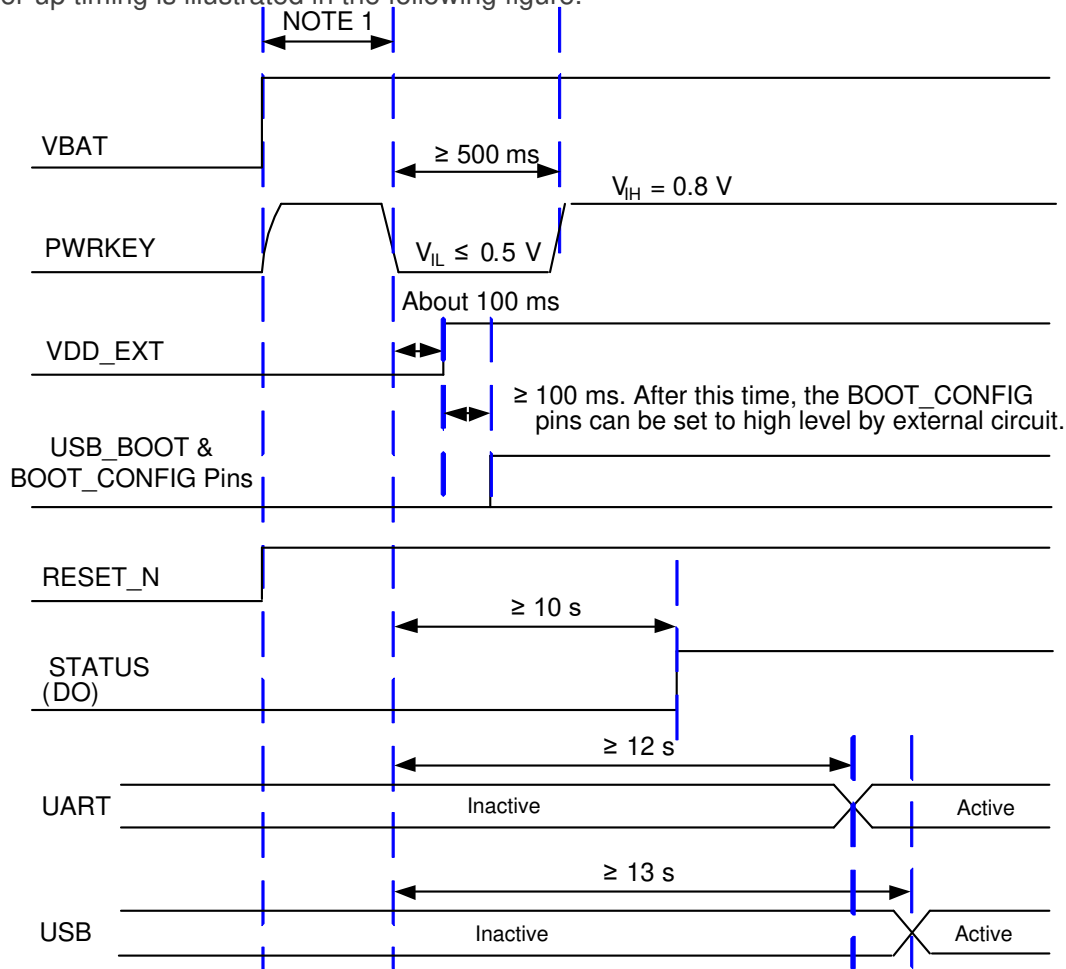 er-up timing is illustrated in the following figure.
NOTE 1
VBAT
≥ 500 ms
VIH = 0.8 V
PWRKEY
VIL ≤ 0.5 V
About 100 ms
VDD_EXT
≥ 100 ms. After this time, the BOOT_CONFIG
pins can be set to high level by external circuit.
USB_BOOT &
BOOT_CONFIG Pins
RESET_N
≥ 10 s
STATUS
(DO)
≥ 12 s
UART
Inactive
Active
≥ 13 s
USB
Inactive
Active